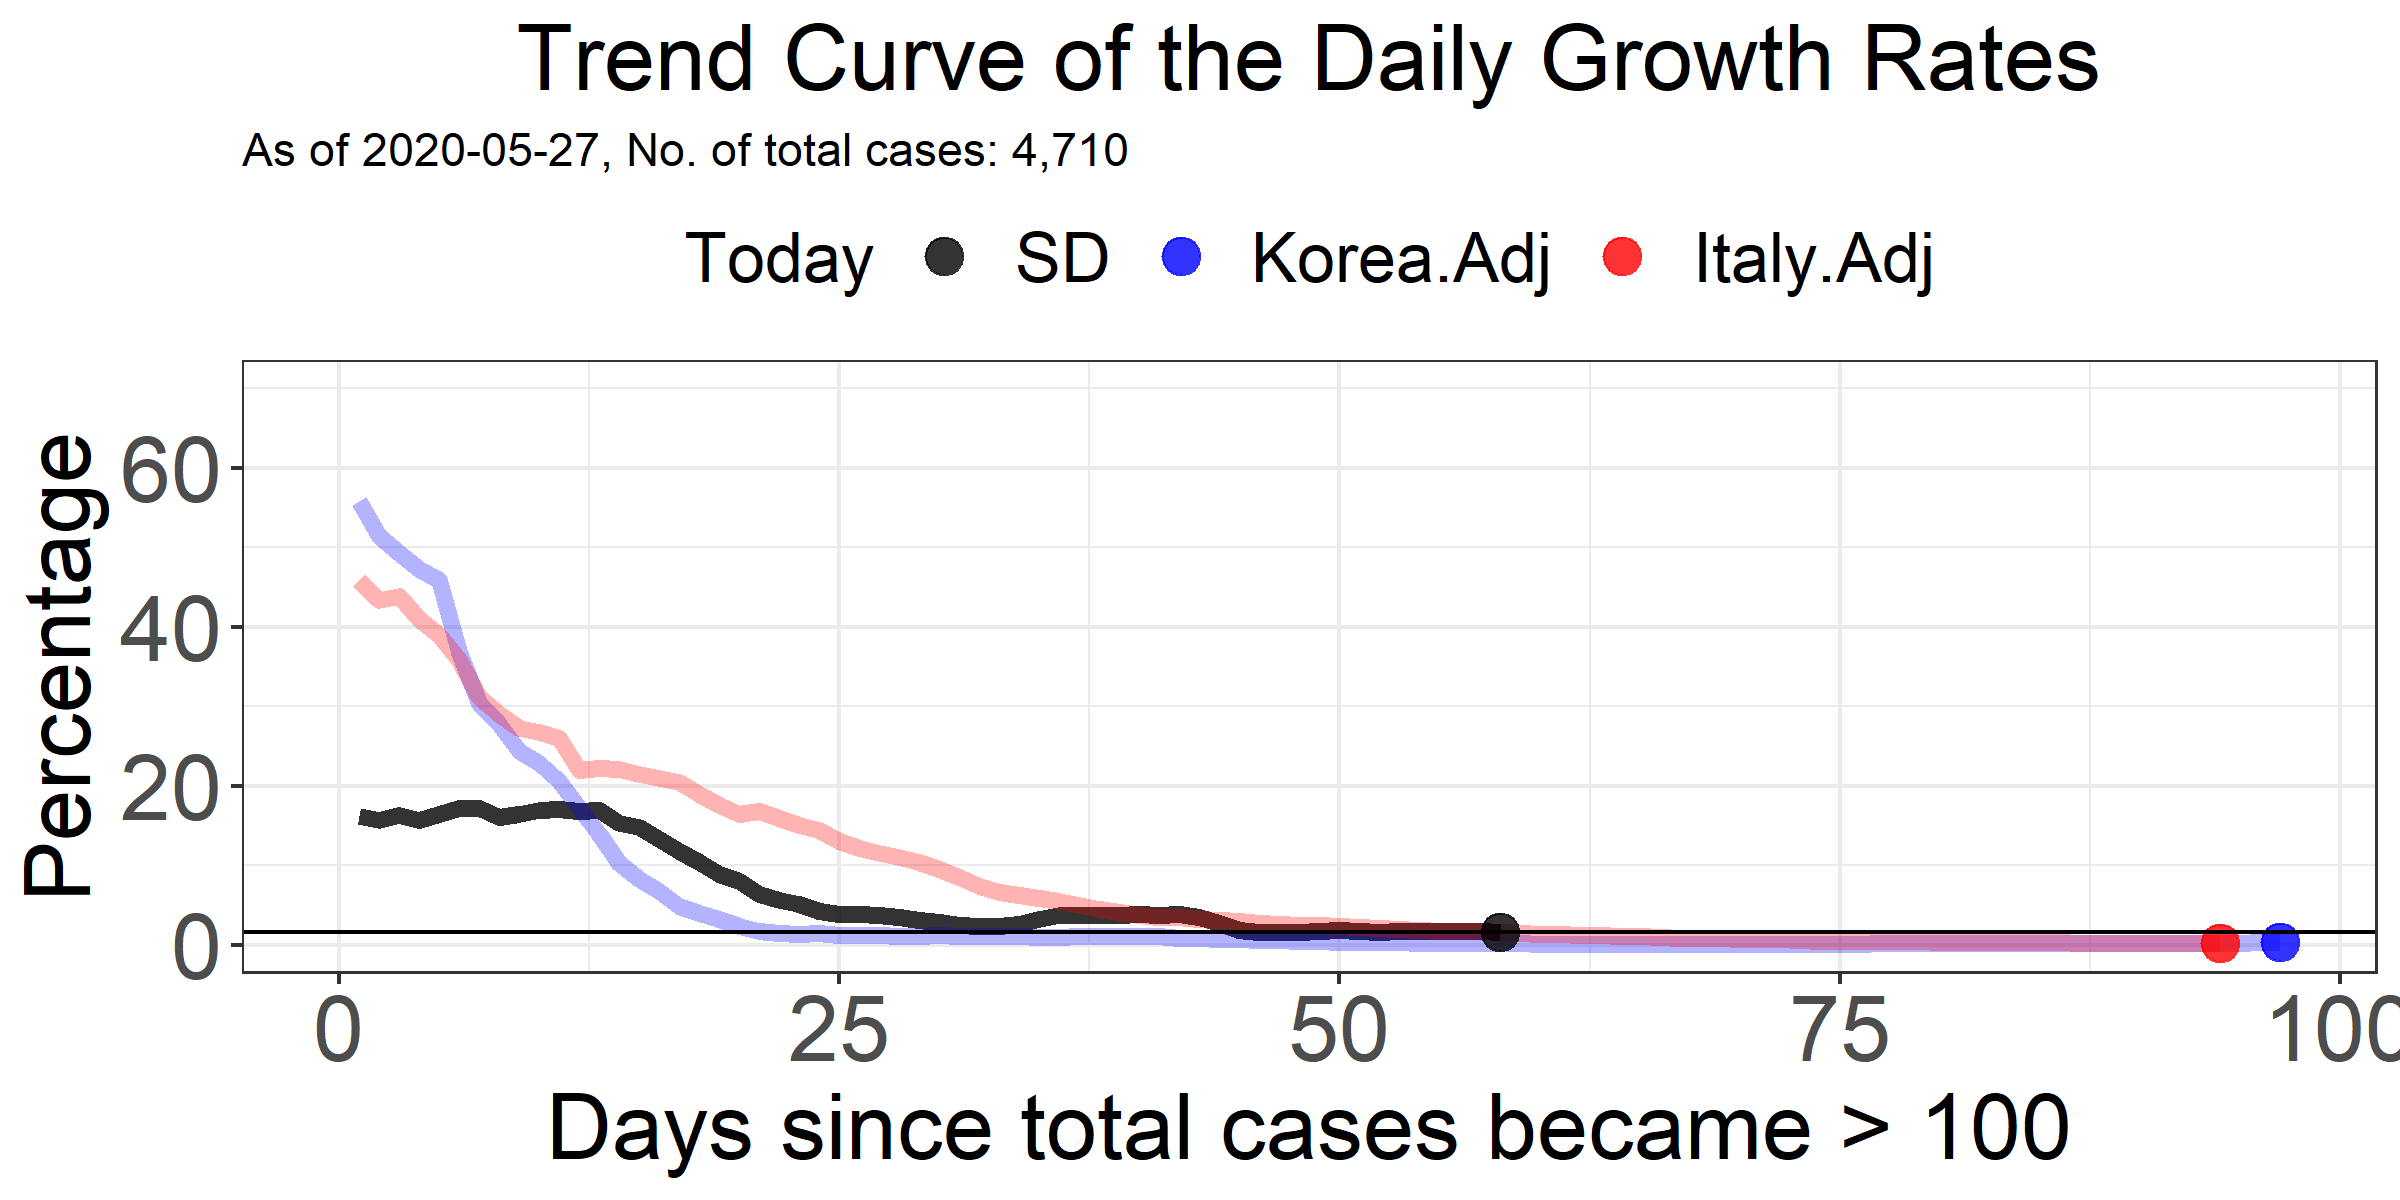 Trend Curve of the Daily Growth Rates
As of 2020-05-27, No. of total cases: 4,710
Today SD Korea.Adj Italy.Adj
Percentage
60
40
20
0
0 25 50 75 100
Days since total cases became > 100